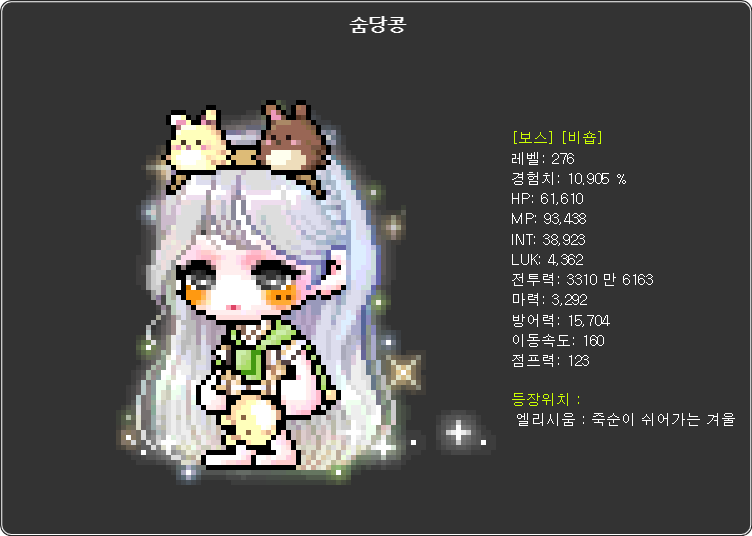 숨당콩
[보스] [비숍]
레벨: 276
경험치: 10,905 %
HP: 61,610
MP: 93,438
INT: 38,923
LUK: 4,362
전투력: 3310 만 6163
마력: 3,292
방어력: 15,704
이동속도: 160
점프력: 123
등장위치 :
엘리시움 : 죽순이 쉬어가는 겨울